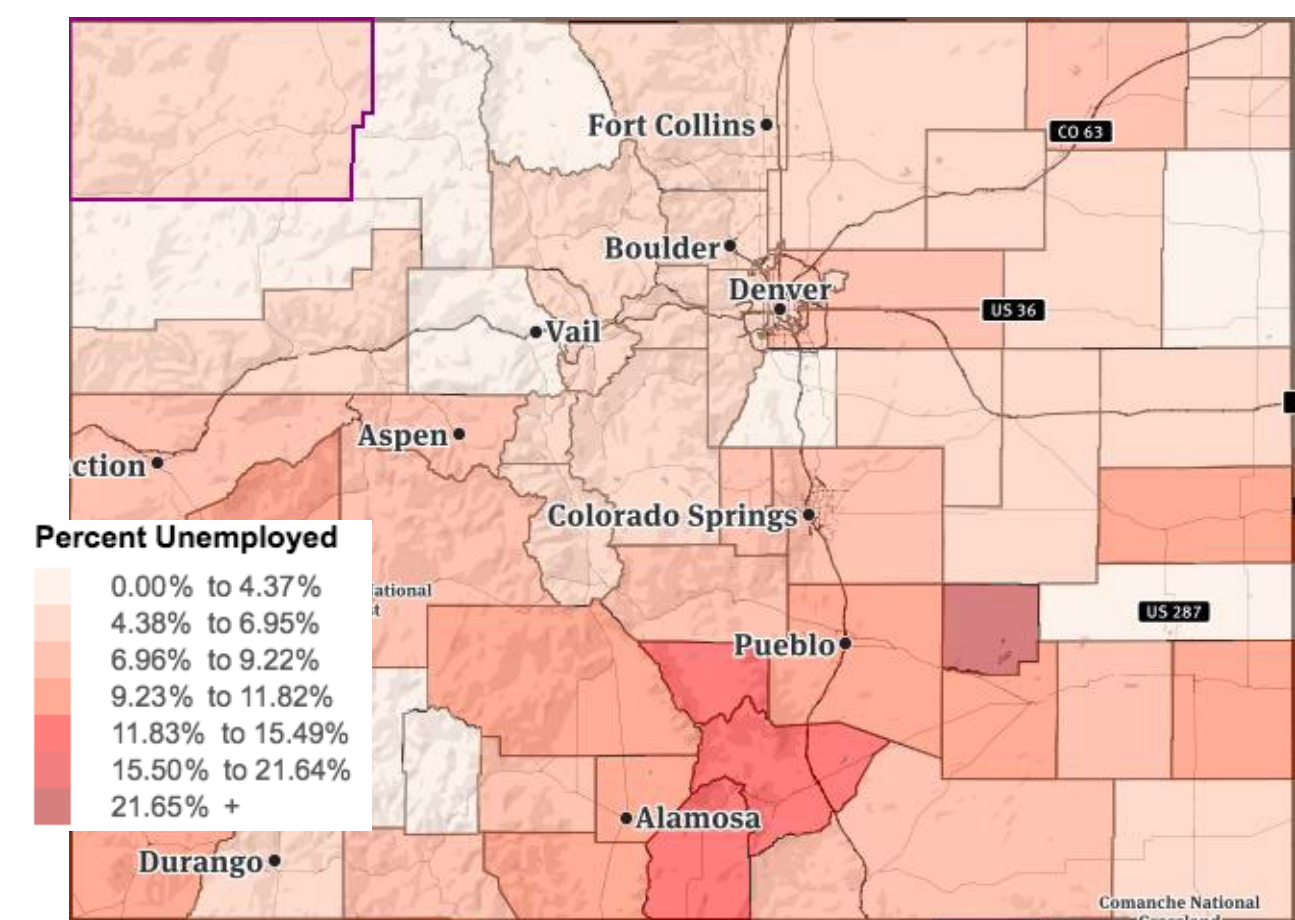 Fort Collins
CO 63
Boulder
Denver
US 36
Vail
Aspen
ction
Colorado Springs
Percent Unemployed
0.00% to 4.37%
4.38% to 6.95%
6.96% to 9.22%
9.23% to 11.82%
11.83% to 15.49%
15.50% to 21.64%
21.65% +
ational
US 287
Pueblo
Alamosa
Durango
Comanche National